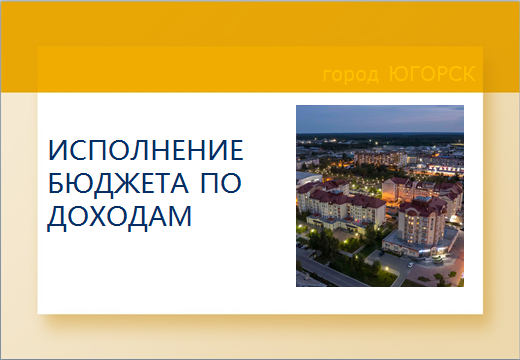 город ЮГОРСК
ИСПОЛНЕНИЕ
БЮДЖЕТА ПО
ДОХОДАМ